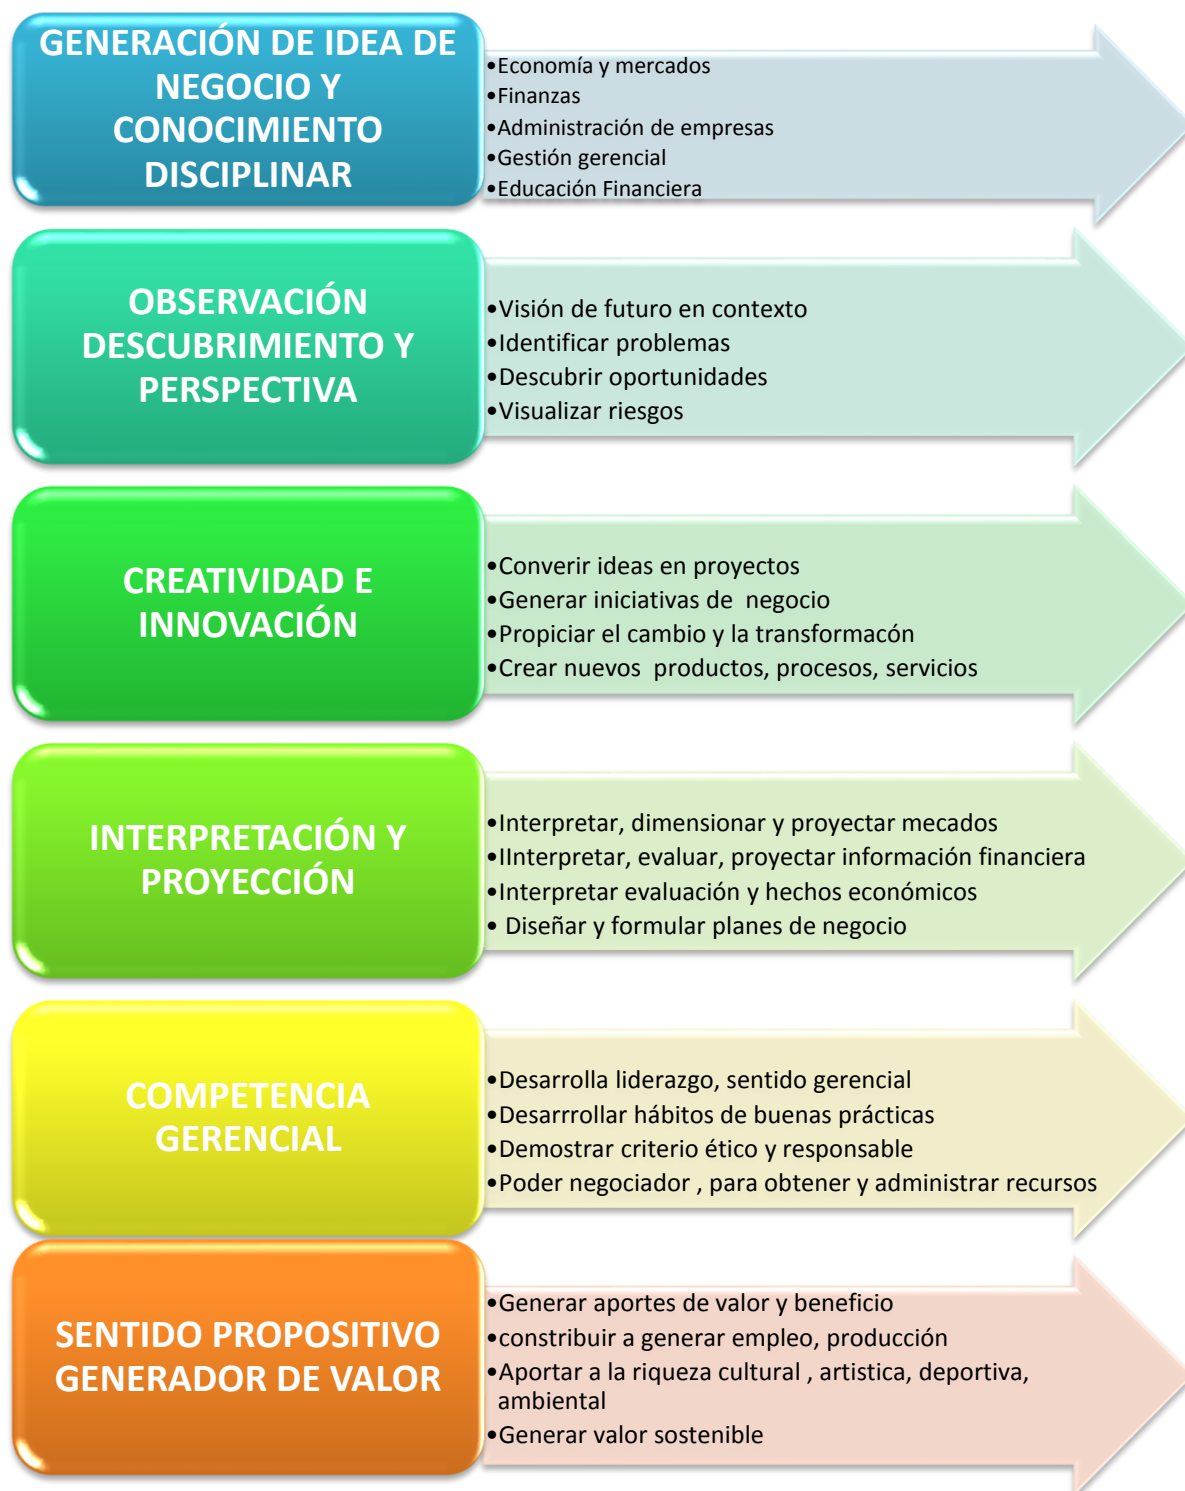 GENERACIÓN DE IDEA DE
NEGOCIO Y
CONOCIMIENTO
DISCIPLINAR
•Economía y mercados
•Finanzas
•Administración de empresas
•Gestión gerencial
•Educación Financiera
OBSERVACIÓN
DESCUBRIMIENTO Y
PERSPECTIVA
•Visión de futuro en contexto
•Identificar problemas
•Descubrir oportunidades
•Visualizar riesgos
CREATIVIDAD E
INNOVACIÓN
•Converir ideas en proyectos
•Generar iniciativas de  negocio
•Propiciar el cambio y la transformacón
•Crear nuevos  productos, procesos, servicios
INTERPRETACIÓN Y
PROYECCIÓN
•Interpretar, dimensionar y proyectar mecados
•IInterpretar, evaluar, proyectar información financiera
•Interpretar evaluación y hechos económicos
• Diseñar y formular planes de negocio
COMPETENCIA
GERENCIAL
•Desarrolla liderazgo, sentido gerencial
•Desarrrollar hábitos de buenas prácticas
•Demostrar criterio ético y responsable
•Poder negociador , para obtener y administrar recursos
SENTIDO PROPOSITIVO
GENERADOR DE VALOR
•Generar aportes de valor y beneficio
•constribuir a generar empleo, producción
•Aportar a la riqueza cultural , artistica, deportiva,
ambiental
•Generar valor sostenible